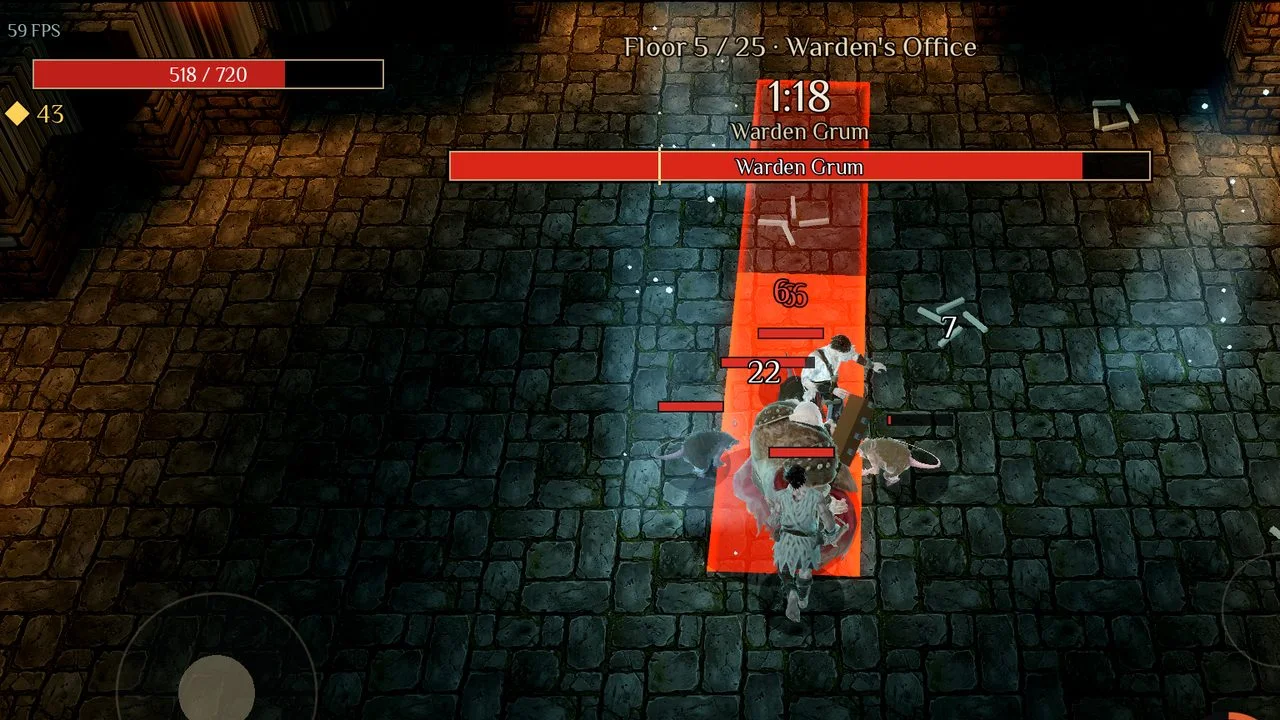 59 FPS
Floor 5 / 25 · Warden's Office
518 / 720
1:18
43
Warden Grum
Warden Grum
7
22